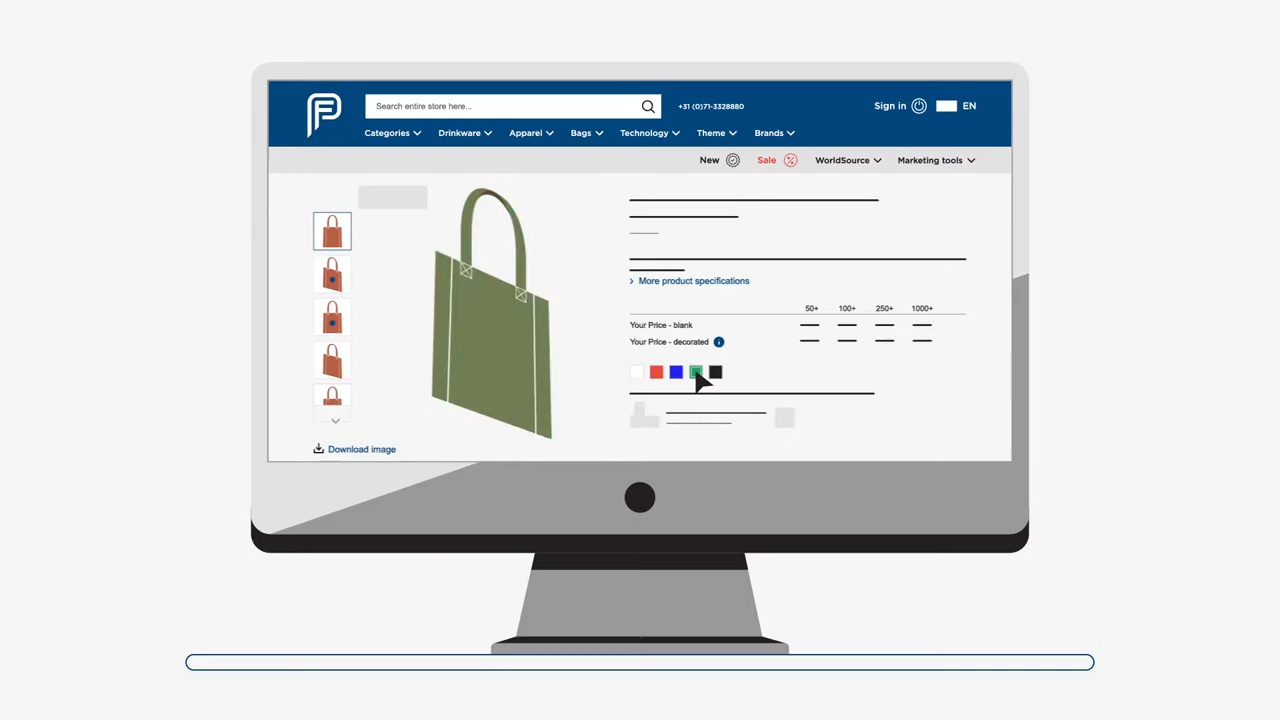 Search entire store here...
+31 (0)71-3328880
Sign in
EN
Categories
Drinkware
Apparel
Bags
Technology
Theme
Brands
New
Sale
WorldSource
Marketing tools
More product specifications
50+
100+
250+
1000+
Your Price - blank
Your Price - decorated
Download image